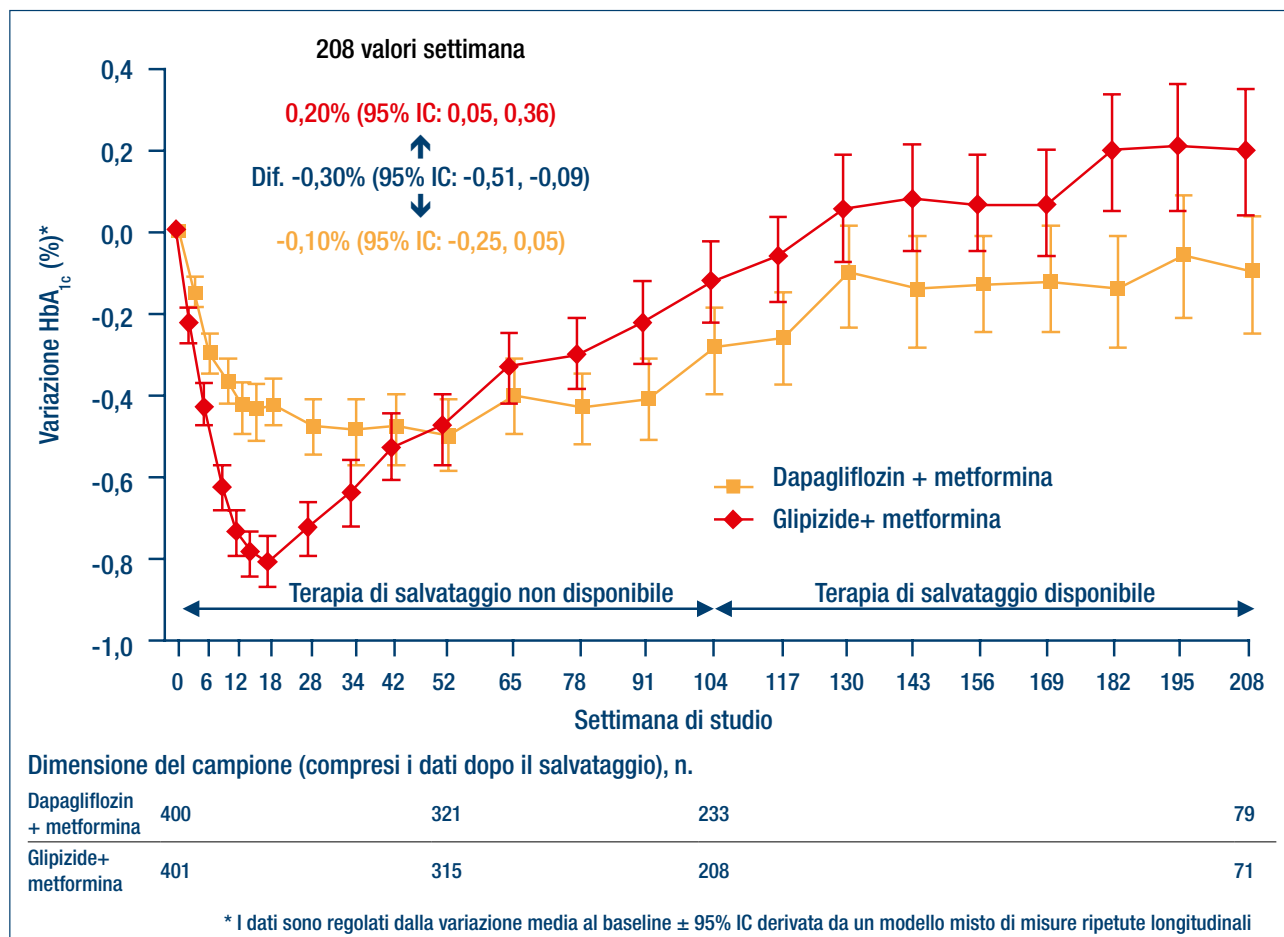 208 valori settimana
0,20% (95% IC: 0,05, 0,36)
Dif. -0,30% (95% IC: -0,51, -0,09)
-0,10% (95% IC: -0,25, 0,05)
Variazione HbA1c (%)*
0,4
0,2
0,0
-0,2
-0,4
-0,6
-0,8
-1,0
Dapagliflozin + metformina
Glipizide+ metformina
Terapia di salvataggio non disponibile
Terapia di salvataggio disponibile
0 6 12 18 28 34 42 52 65 78 91 104 117 130 143 156 169 182 195 208
Settimana di studio
Dimensione del campione (compresi i dati dopo il salvataggio), n.
Dapagliflozin
+ metformina 400 321 233 79
Glipizide+
metformina 401 315 208 71
* I dati sono regolati dalla variazione media al baseline ± 95% IC derivata da un modello misto di misure ripetute longitudinali